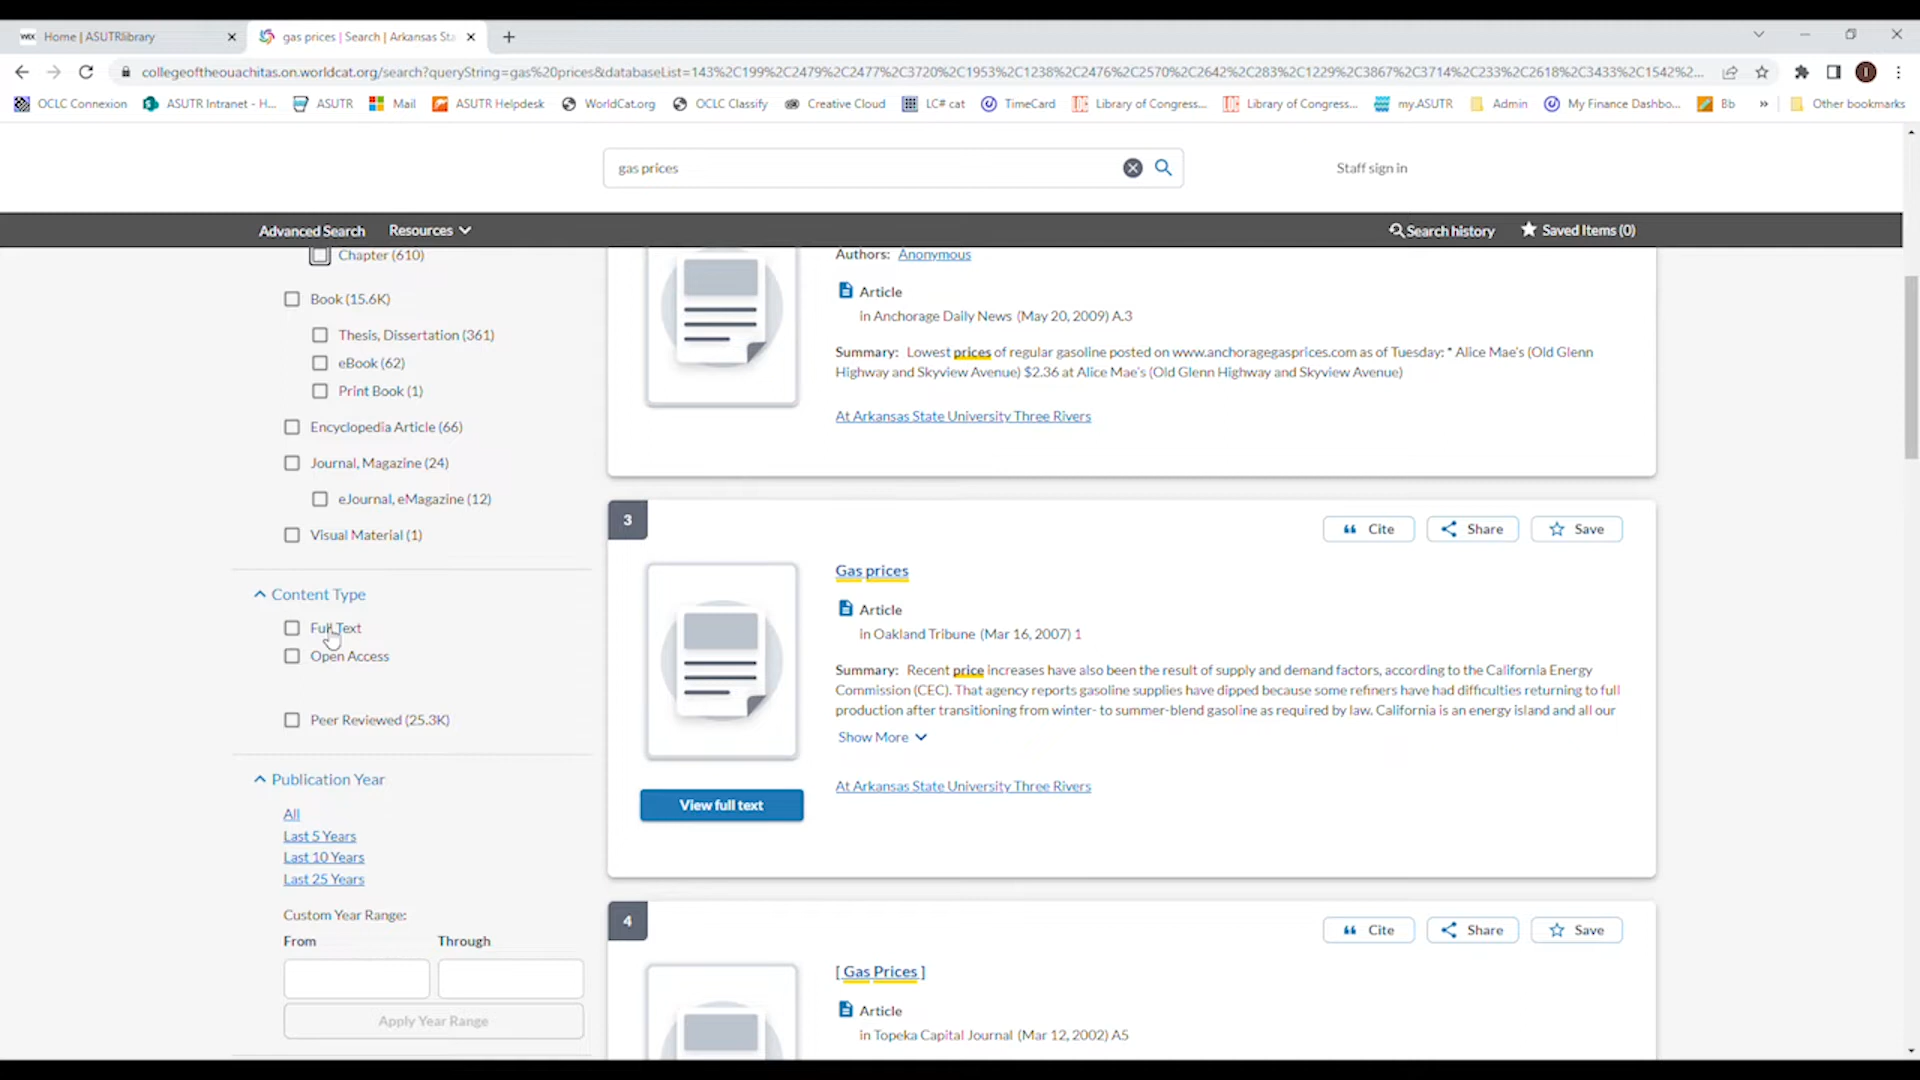 Home | ASUTRlibrary
gas prices | Search | Arkansas Sta
collegeoftheouachitas.on.worldcat.org/search?queryString=gas%20prices&databaseList=143%2C199%2C2479%2C2477%2C3720%2C1953%2C1238%2C2476%2C2570%2C2642%2C283%2C1229%2C3867%2C3714%2C233%2C2618%2C3433%2C1542%2C...
OCLC Connexion
ASUTR Intranet - H...
ASUTR
Mail
ASUTR Helpdesk
WorldCat.org
OCLC Classify
Creative Cloud
LC# cat
TimeCard
Library of Congress...
Library of Congress...
my.ASUTR
Admin
My Finance Dashbo...
Bb
»
Other bookmarks
gas prices
Staff sign in
Advanced Search
Resources
Search history
Saved Items (0)
Chapter (610)
Book (15.6K)
Thesis, Dissertation (361)
eBook (62)
Print Book (1)
Encyclopedia Article (66)
Journal, Magazine (24)
eJournal, eMagazine (12)
Visual Material (1)
Content Type
Full Text
Open Access
Peer Reviewed (25.3K)
Publication Year
All
Last 5 Years
Last 10 Years
Last 25 Years
Custom Year Range:
From
Through
Apply Year Range
Authors: Anonymous
Article
in Anchorage Daily News (May 20, 2009) A.3
Summary: Lowest prices of regular gasoline posted on www.anchoragegasprices.com as of Tuesday: * Alice Mae's (Old Glenn
Highway and Skyview Avenue) $2.36 at Alice Mae's (Old Glenn Highway and Skyview Avenue)
At Arkansas State University Three Rivers
3
Cite
Share
Save
Gas prices
Article
in Oakland Tribune (Mar 16, 2007) 1
Summary: Recent price increases have also been the result of supply and demand factors, according to the California Energy
Commission (CEC). That agency reports gasoline supplies have dipped because some refiners have had difficulties returning to full
production after transitioning from winter- to summer-blend gasoline as required by law. California is an energy island and all our
Show More
At Arkansas State University Three Rivers
View full text
4
Cite
Share
Save
[ Gas Prices ]
Article
in Topeka Capital Journal (Mar 12, 2002) A5